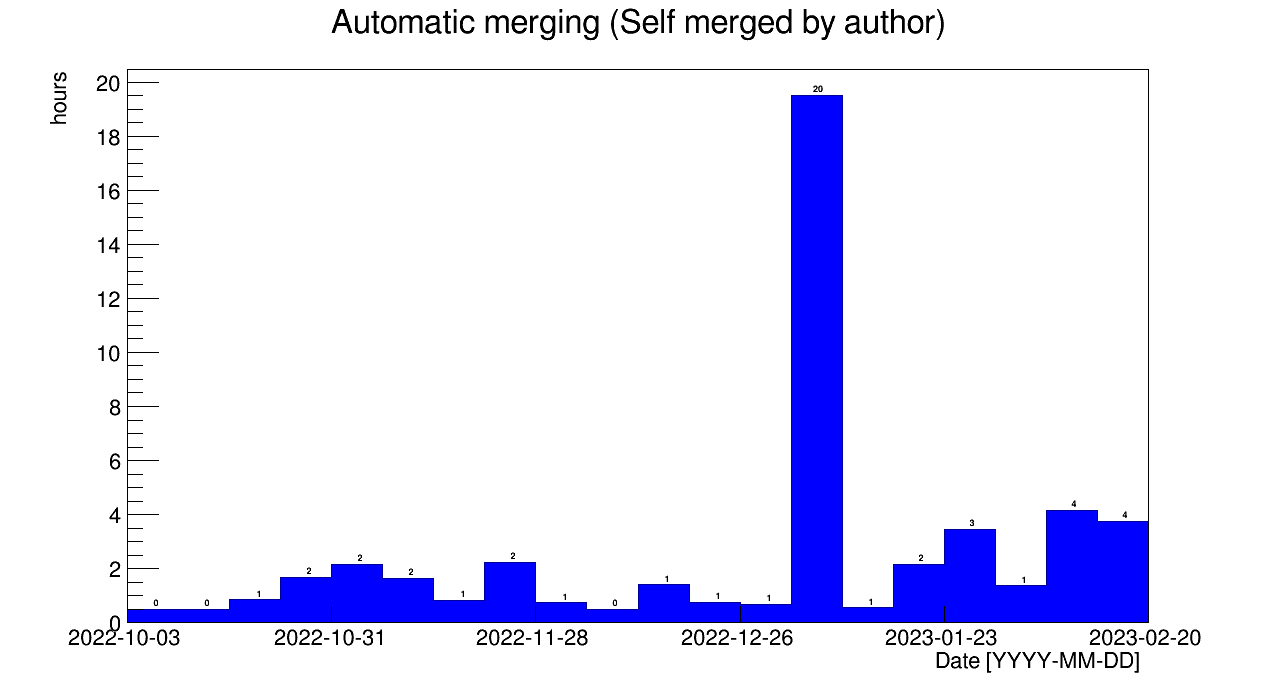 Automatic merging (Self merged by author)
hours
20
18
16
14
12
10
8
6
4
2
0
0 0 1 2 2 2 1 2 1 0 1 1 1 20 1 2 3 1 4 4
2022-10-03 2022-10-31 2022-11-28 2022-12-26 2023-01-23 2023-02-20
Date [YYYY-MM-DD]